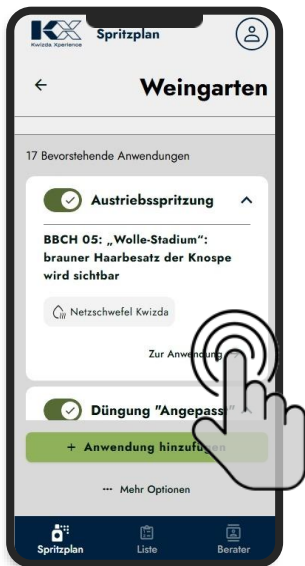 KX
Kwizda Xperience
Spritzplan
Weingarten
17 Bevorstehende Anwendungen
Austriebsspritzung
BBCH 05: „Wolle-Stadium“:
brauner Haarbesatz der Knospe
wird sichtbar
Netzschwefel Kwizda
Zur Anwendung
Düngung "Angepasst"
+ Anwendung hinzufügen
··· Mehr Optionen
Spritzplan Liste Berater